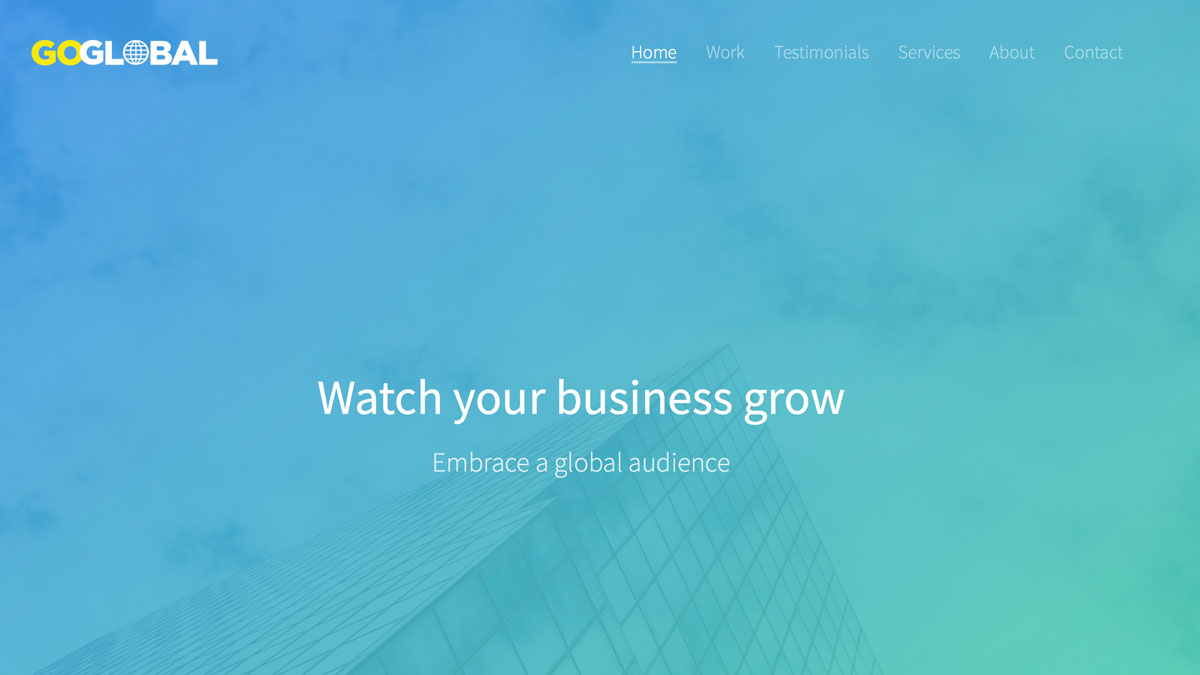 GOGLOBAL
Home Work Testimonials Services About Contact
Watch your business grow
Embrace a global audience